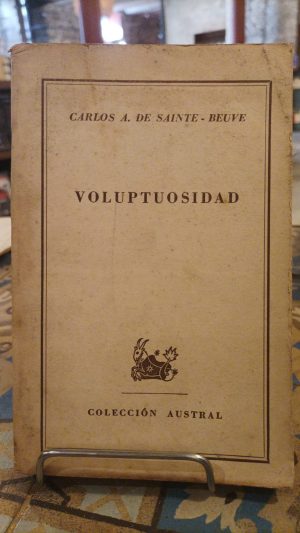 CARLOS A. DE SAINTE - BEUVE
VOLUPTUOSIDAD
COLECCIÓN AUSTRAL